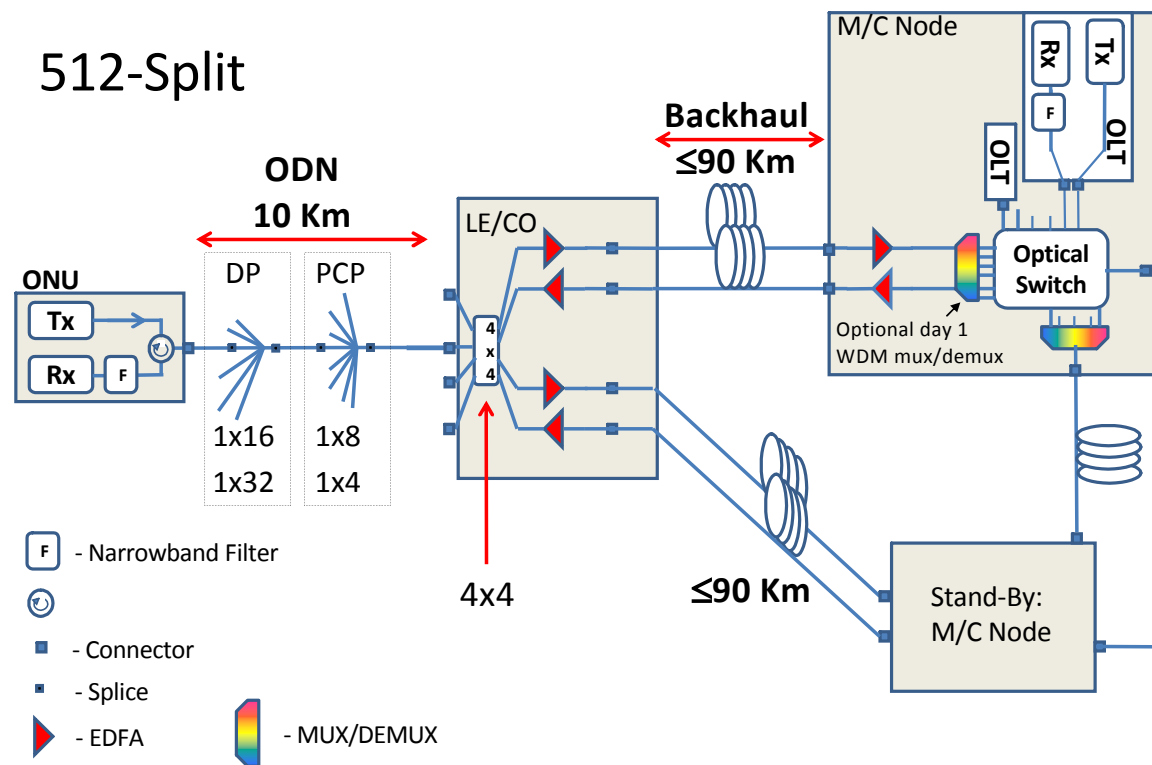 512-Split
M/C Node
Rx
Tx
F
OLT
OLT
Backhaul
≤90 Km
ODN
10 Km
LE/CO
DP
PCP
ONU
Tx
Rx
F
4
x
4
Optical
Switch
Optional day 1
WDM mux/demux
1x16
1x8
1x32
1x4
F
- Narrowband Filter
4x4
≤90 Km
Stand-By:
M/C Node
- Connector
- Splice
- EDFA
- MUX/DEMUX